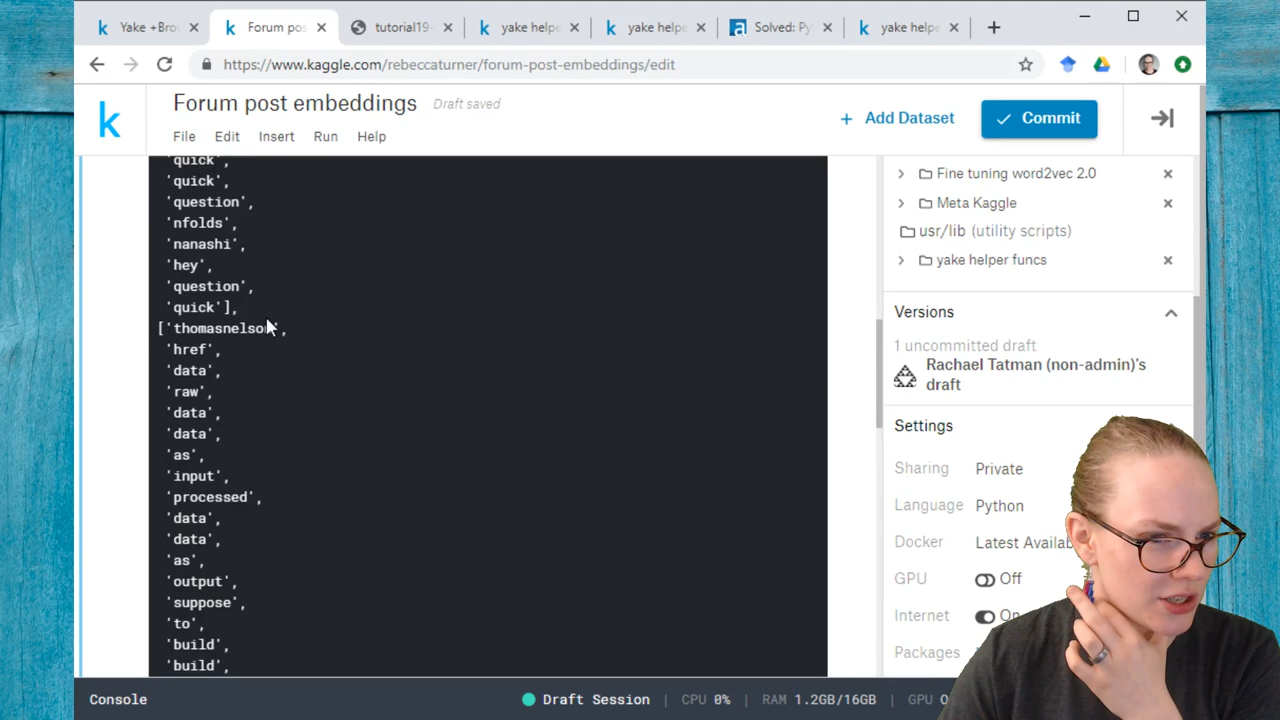 Yake +Bro
Forum pos
tutorial19-
yake helpe
yake helpe
Solved: Py
yake helpe
https://www.kaggle.com/rebeccaturner/forum-post-embeddings/edit
k
Forum post embeddings
Draft saved
+ Add Dataset
Commit
File
Edit
Insert
Run
Help
'quick',
'quick',
'question',
'nfolds',
'nanashi',
'hey',
'question',
'quick'],
['thomasnelson',
'href',
'data',
'raw',
'data',
'data',
'as',
'input',
'processed',
'data',
'data',
'as',
'output',
'suppose',
'to',
'build',
'build',
Fine tuning word2vec 2.0
Meta Kaggle
usr/lib (utility scripts)
yake helper funcs
Versions
1 uncommitted draft
Rachael Tatman (non-admin)'s
draft
Settings
Sharing
Private
Language
Python
Docker
Latest Availab
GPU
Off
Internet
On
Packages
Console
Draft Session
CPU 0%
RAM 1.2GB/16GB
GPU